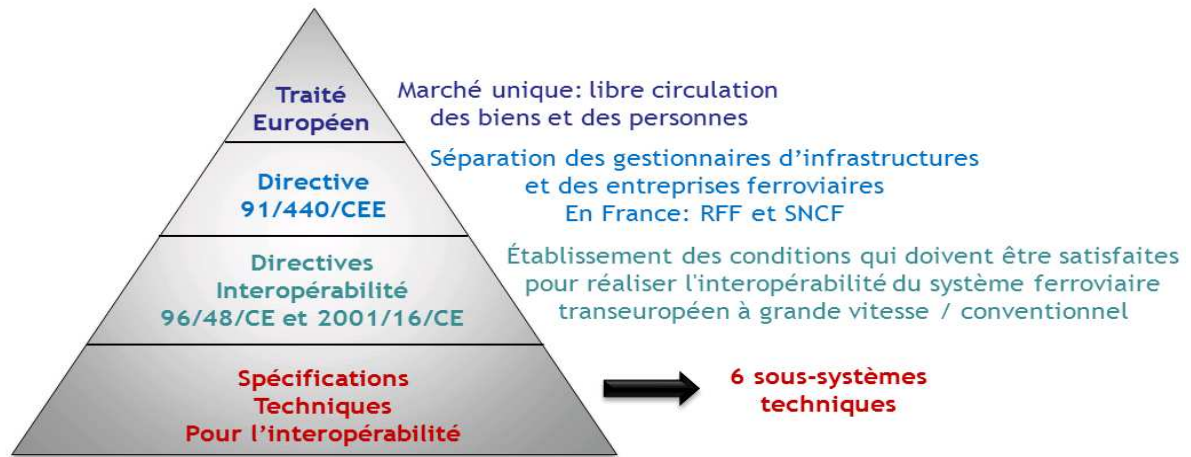 Traité
Européen
Marché unique: libre circulation
des biens et des personnes
Directive
91/440/CEE
Séparation des gestionnaires d’infrastructures
et des entreprises ferroviaires
En France: RFF et SNCF
Directives
Interopérabilité
96/48/CE et 2001/16/CE
Établissement des conditions qui doivent être satisfaites
pour réaliser l'interopérabilité du système ferroviaire
transeuropéen à grande vitesse / conventionnel
Spécifications
Techniques
Pour l’interopérabilité
6 sous-systèmes
techniques